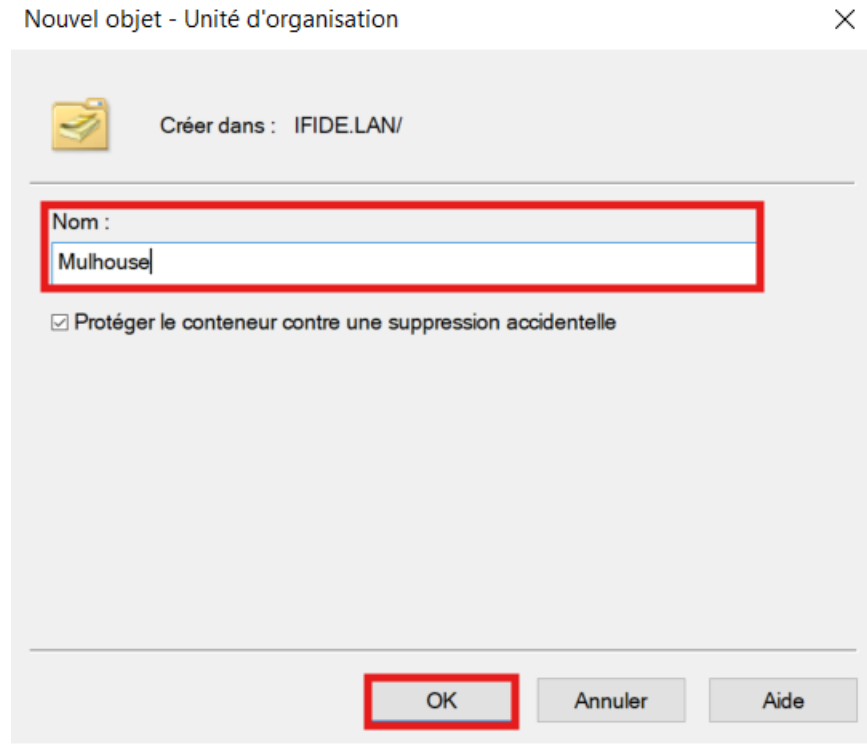 Nouvel objet - Unité d'organisation
Créer dans : IFIDE.LAN/
Nom :
Mulhouse
Protéger le conteneur contre une suppression accidentelle
OK Annuler Aide